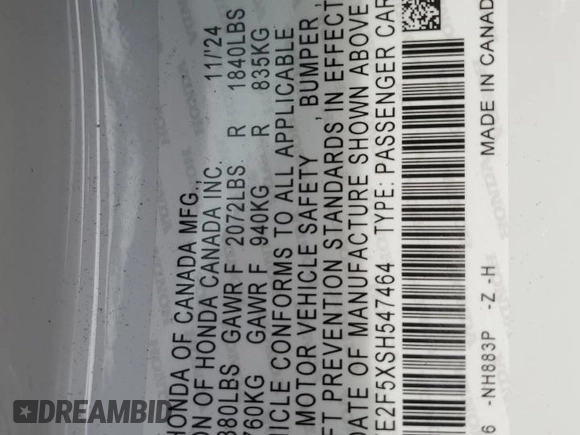 HONDA OF CANADA MFG., 11/'24
ON OF HONDA CANADA INC.
880LBS GAWR F 2072LBS R 1840LBS
760KG GAWR F 940KG R 835KG
HICLE CONFORMS TO ALL APPLICABLE
MOTOR VEHICLE SAFETY , BUMPER ,
FT PREVENTION STANDARDS IN EFFECT
DATE OF MANUFACTURE SHOWN ABOVE
E2F5XSH547464 TYPE: PASSENGER CAR
6 -NH883P -Z -H MADE IN CANADA
DREAMBID